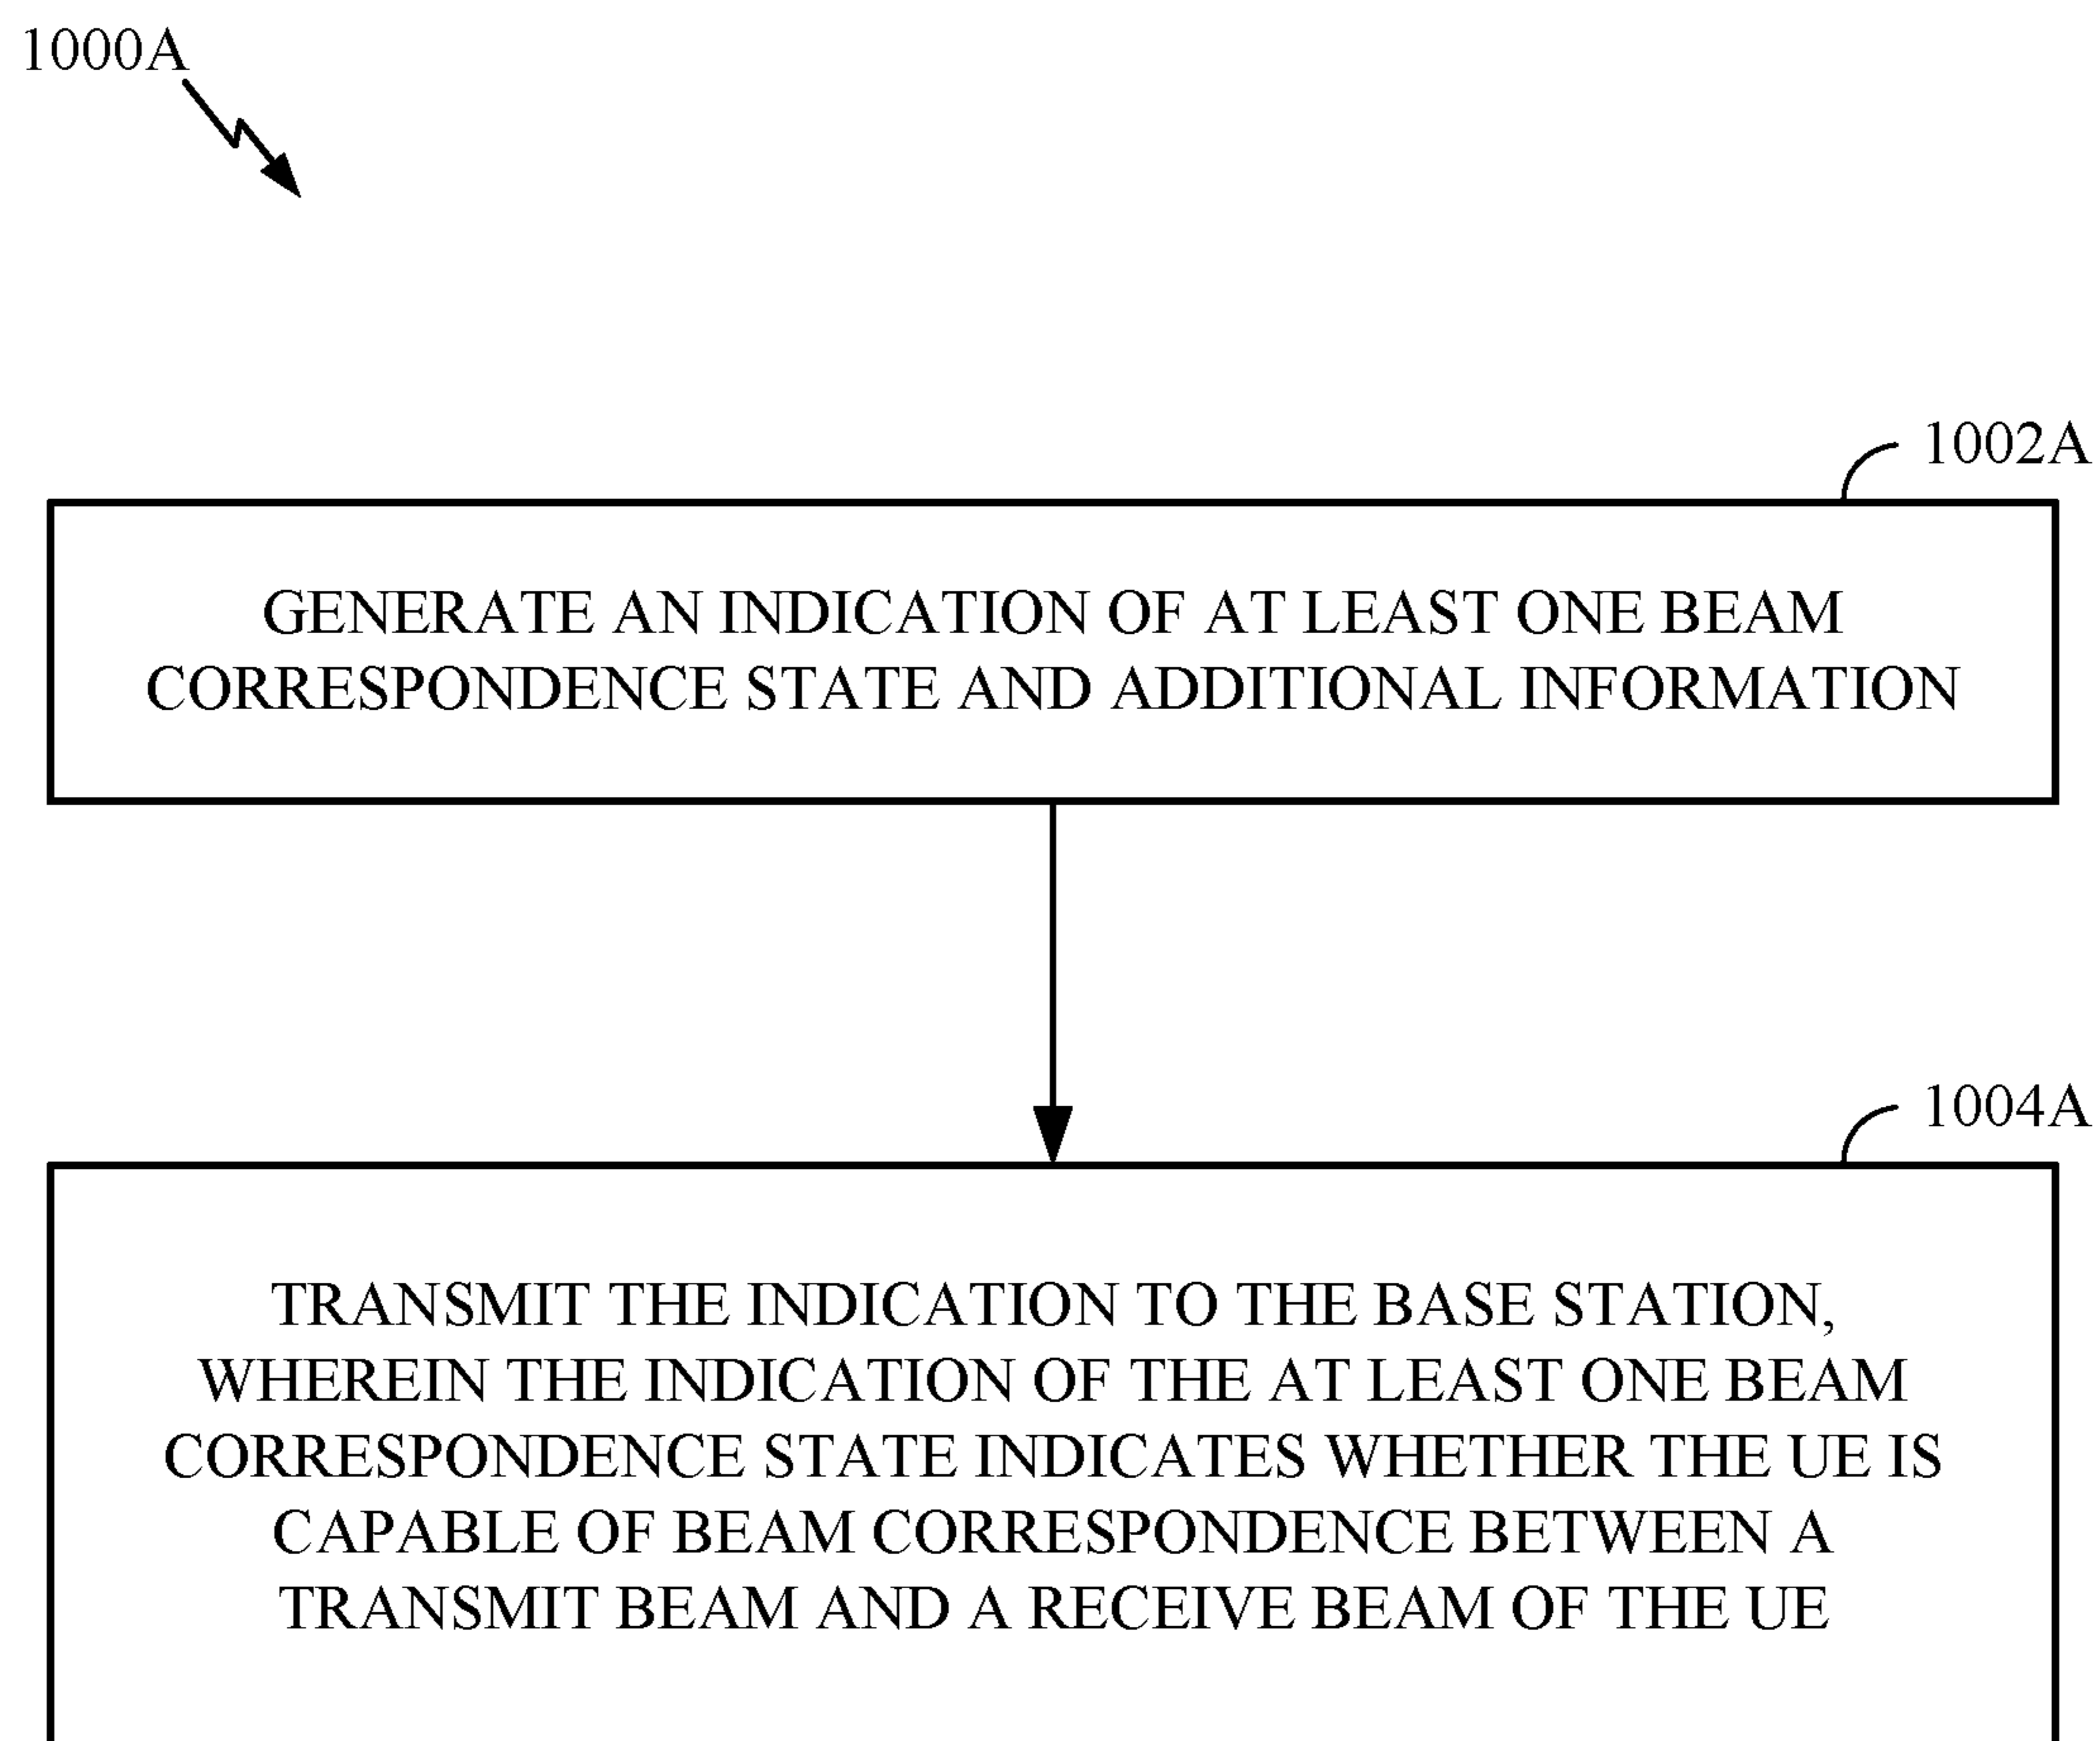 1000A
1002A
GENERATE AN INDICATION OF AT LEAST ONE BEAM
CORRESPONDENCE STATE AND ADDITIONAL INFORMATION
1004A
TRANSMIT THE INDICATION TO THE BASE STATION,
WHEREIN THE INDICATION OF THE AT LEAST ONE BEAM
CORRESPONDENCE STATE INDICATES WHETHER THE UE IS
CAPABLE OF BEAM CORRESPONDENCE BETWEEN A
TRANSMIT BEAM AND A RECEIVE BEAM OF THE UE